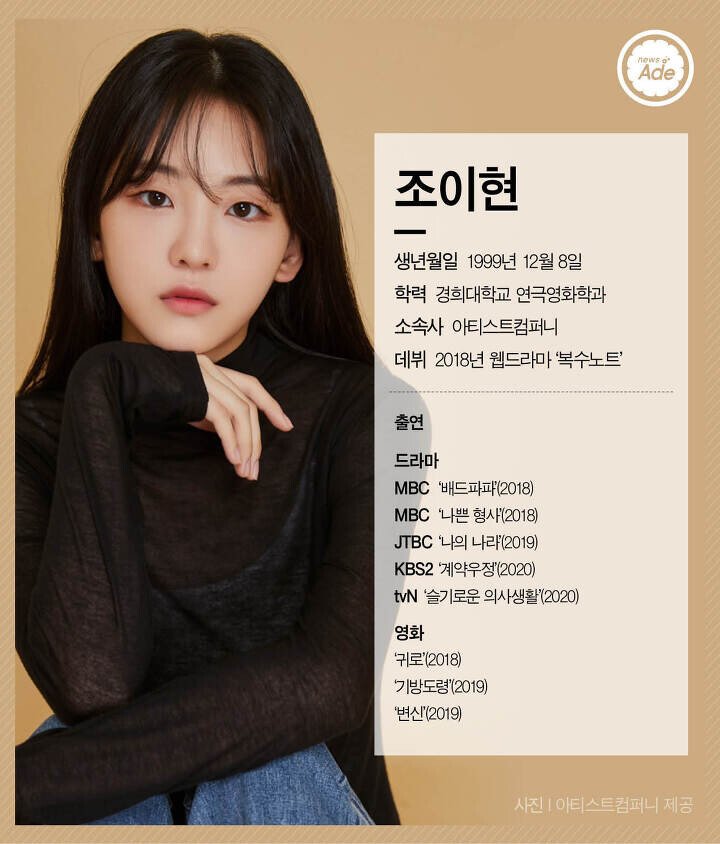 news a*
Ade
조이현
생년월일 1999년 12월 8일
학력 경희대학교 연극영화학과
소속사 아티스트컴퍼니
데뷔 2018년 웹드라마 ‘복수노트’
출연
드라마
MBC ‘배드파파’(2018)
MBC ‘나쁜 형사’(2018)
JTBC ‘나의 나라’(2019)
KBS2 ‘계약우정’(2020)
tvN ‘슬기로운 의사생활’(2020)
영화
‘귀로’(2018)
‘기방도령’(2019)
‘변신’(2019)
사진 | 아티스트컴퍼니 제공